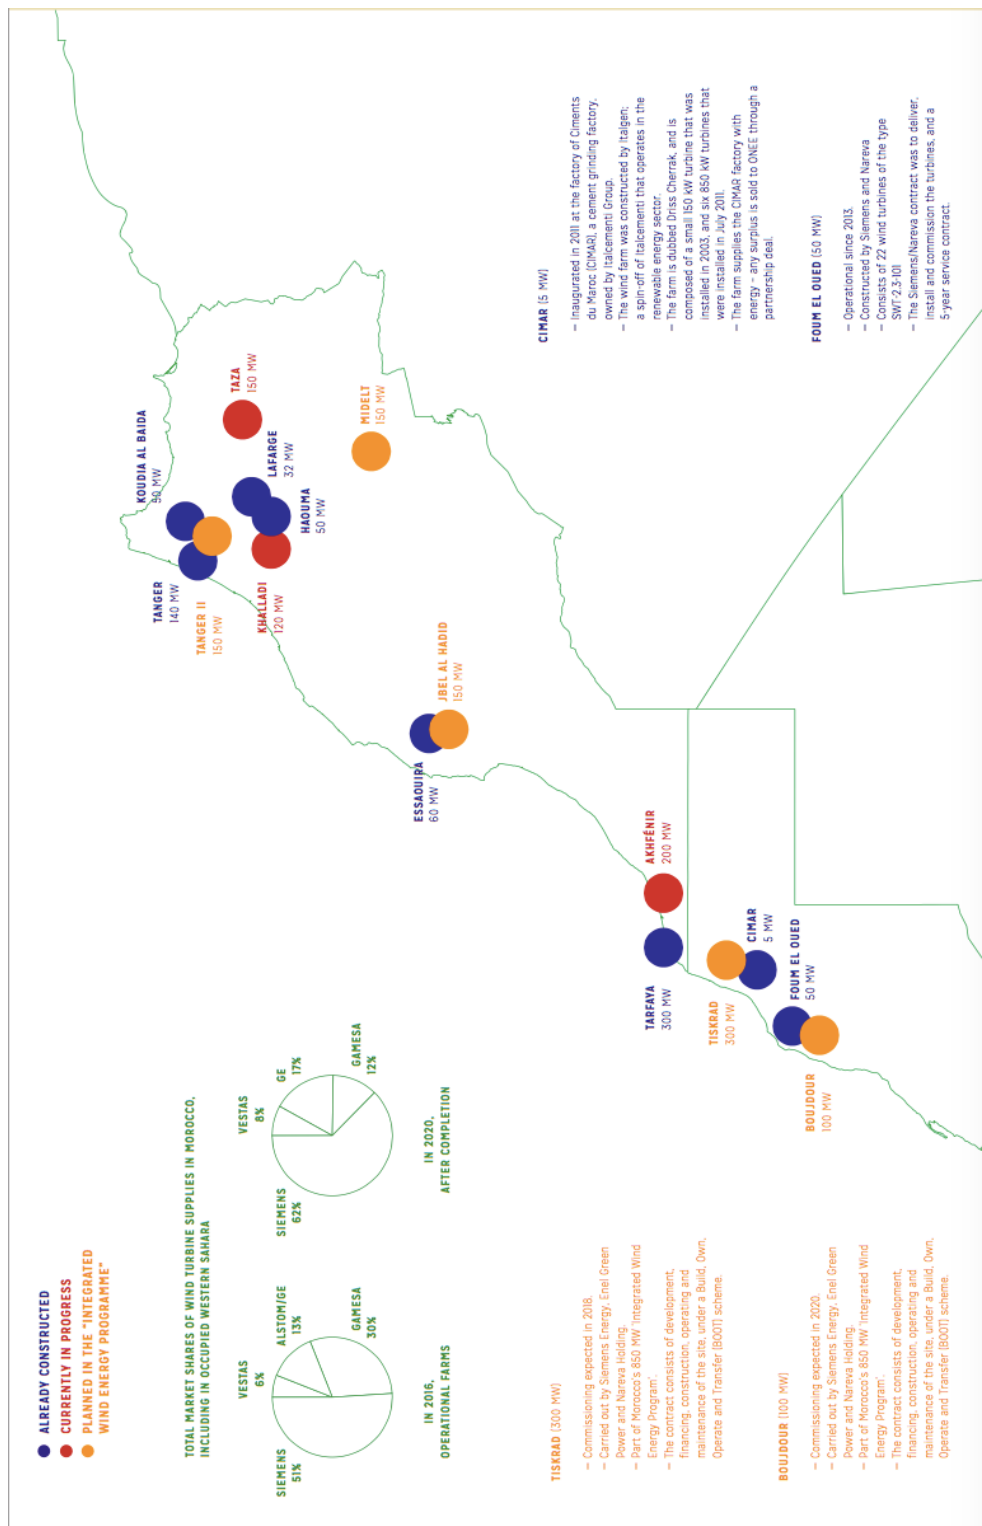 ALREADY CONSTRUCTED
CURRENTLY IN PROGRESS
PLANNED IN THE "INTEGRATED
WIND ENERGY PROGRAMME"
TOTAL MARKET SHARES OF WIND TURBINE SUPPLIES IN MOROCCO,
INCLUDING IN OCCUPIED WESTERN SAHARA
SIEMENS
51%
VESTAS
6%
ALSTOM/GE
13%
GAMESA
30%
IN 2016,
OPERATIONAL FARMS
SIEMENS
62%
VESTAS
8%
GE
17%
GAMESA
12%
IN 2020,
AFTER COMPLETION
TISKRAD (300 MW)
– Commissioning expected in 2018.
– Carried out by Siemens Energy, Enel Green
Power and Nareva Holding.
– Part of Morocco's 850 MW 'Integrated Wind
Energy Program'.
– The contract consists of development,
financing, construction, operating and
maintenance of the site, under a Build, Own,
Operate and Transfer (BOOT) scheme.
BOUJDOUR (100 MW)
– Commissioning expected in 2020.
– Carried out by Siemens Energy, Enel Green
Power and Nareva Holding.
– Part of Morocco's 850 MW 'Integrated Wind
Energy Program'.
– The contract consists of development,
financing, construction, operating and
maintenance of the site, under a Build, Own,
Operate and Transfer (BOOT) scheme.
KOUDIA AL BAIDA
50 MW
TANGER
140 MW
TANGER II
150 MW
TAZA
150 MW
LAFARGE
32 MW
HAOUMA
50 MW
KHALLADI
120 MW
MIDELT
150 MW
JBEL AL HADID
150 MW
ESSAOUIRA
60 MW
AKHFÉNIR
200 MW
TARFAYA
300 MW
TISKRAD
300 MW
CIMAR
5 MW
FOUM EL OUED
50 MW
BOUJDOUR
100 MW
CIMAR (5 MW)
– Inaugurated in 2011 at the factory of Ciments
du Maroc (CIMAR), a cement grinding factory,
owned by Italcementi Group.
– The wind farm was constructed by Italgen;
a spin-off of Italcementi that operates in the
renewable energy sector.
– The farm is dubbed Driss Cherrak, and is
composed of a small 150 kW turbine that was
installed in 2003, and six 850 kW turbines that
were installed in July 2011.
– The farm supplies the CIMAR factory with
energy - any surplus is sold to ONEE through a
partnership deal.
FOUM EL OUED (50 MW)
– Operational since 2013.
– Constructed by Siemens and Nareva
– Consists of 22 wind turbines of the type
SWT-2.3-101
– The Siemens/Nareva contract was to deliver,
install and commission the turbines, and a
5-year service contract.